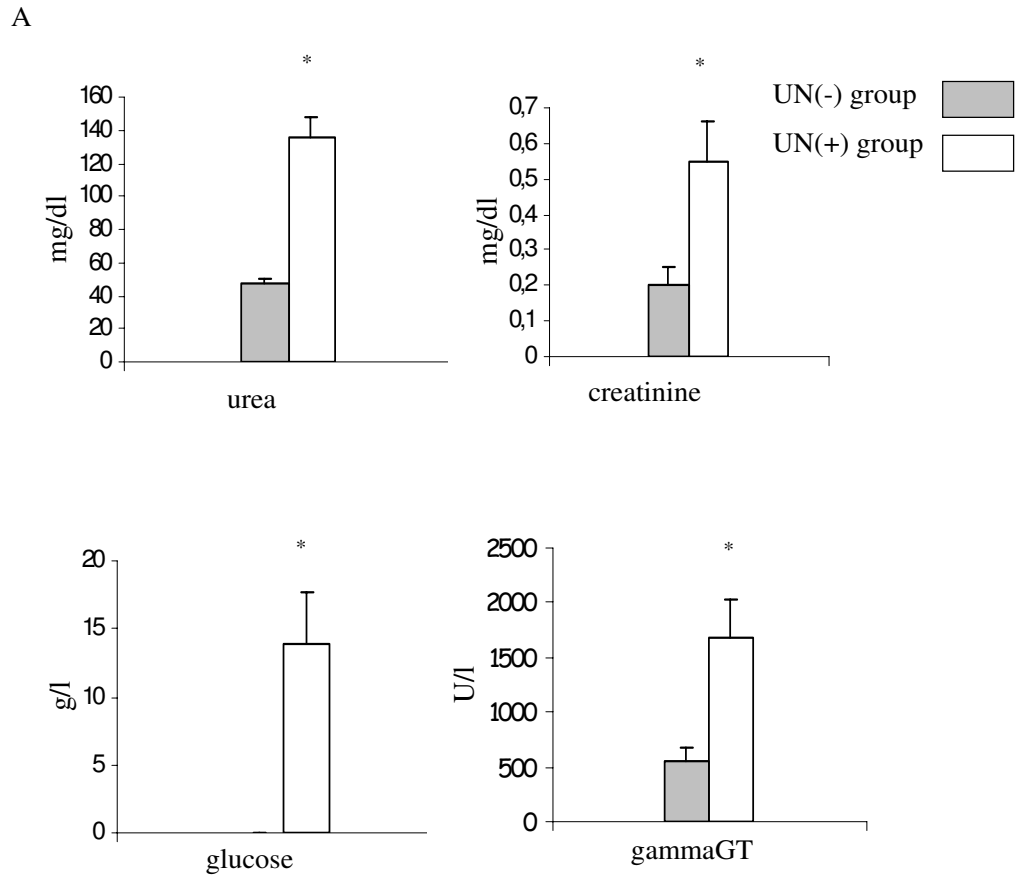 A
*
160
140
120
100
80
60
40
20
0
mg/dl
urea
*
0,7
0,6
0,5
0,4
0,3
0,2
0,1
0
mg/dl
creatinine
UN(-) group
UN(+) group
*
20
15
10
5
0
g/l
glucose
*
2500
2000
1500
1000
500
0
U/l
gammaGT